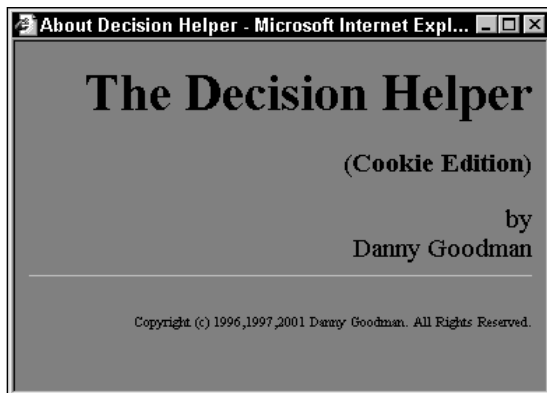 About Decision Helper - Microsoft Internet Expl...
The Decision Helper
(Cookie Edition)
by
Danny Goodman
Copyright (c) 1996,1997,2001 Danny Goodman. All Rights Reserved.